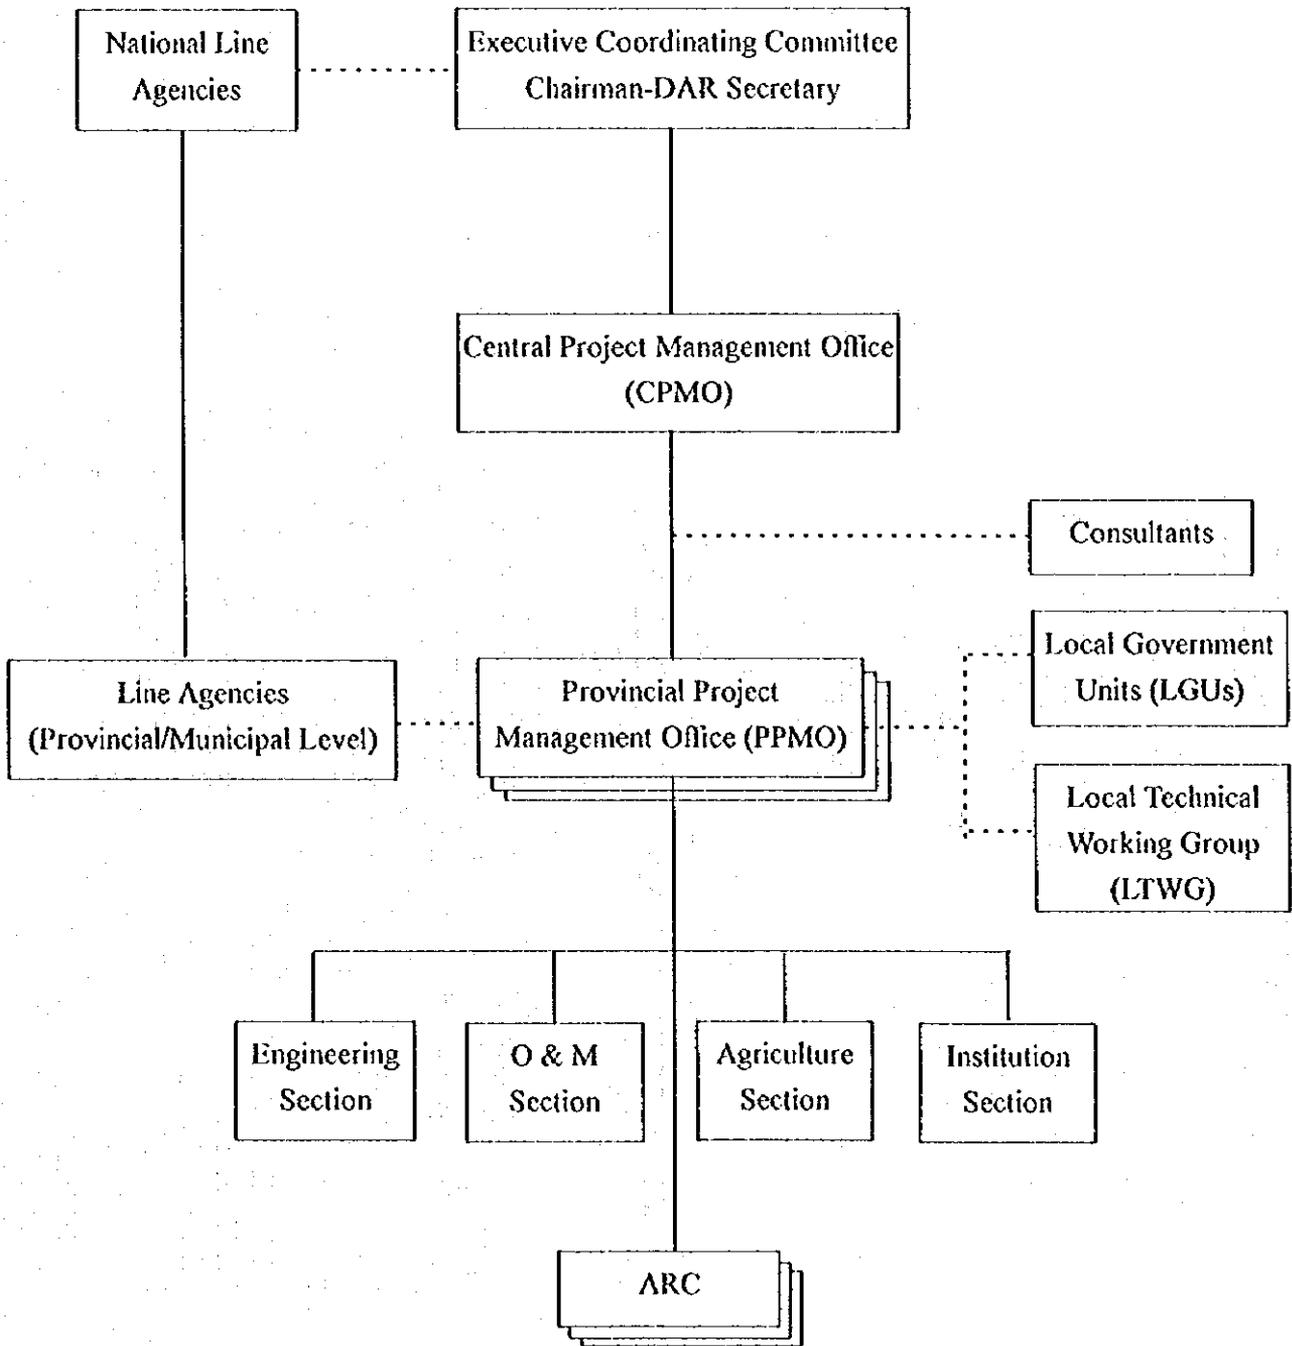 National Line
Agencies
Executive Coordinating Committee
Chairman-DAR Secretary
Central Project Management Office
(CPMO)
Consultants
Local Government
Units (LGUs)
Line Agencies
(Provincial/Municipal Level)
Provincial Project
Management Office (PPMO)
Local Technical
Working Group
(LTWG)
Engineering
Section
O & M
Section
Agriculture
Section
Institution
Section
ARC